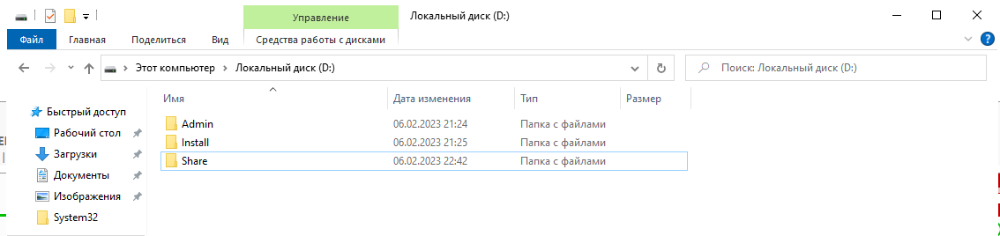 Управление
Локальный диск (D:)
Файл
Главная
Поделиться
Вид
Средства работы с дисками
Этот компьютер
Локальный диск (D:)
Поиск: Локальный диск (D:)
Имя
Дата изменения
Тип
Размер
Быстрый доступ
Рабочий стол
Загрузки
Документы
Изображения
System32
Admin 06.02.2023 21:24 Папка с файлами
Install 06.02.2023 21:25 Папка с файлами
Share 06.02.2023 22:42 Папка с файлами